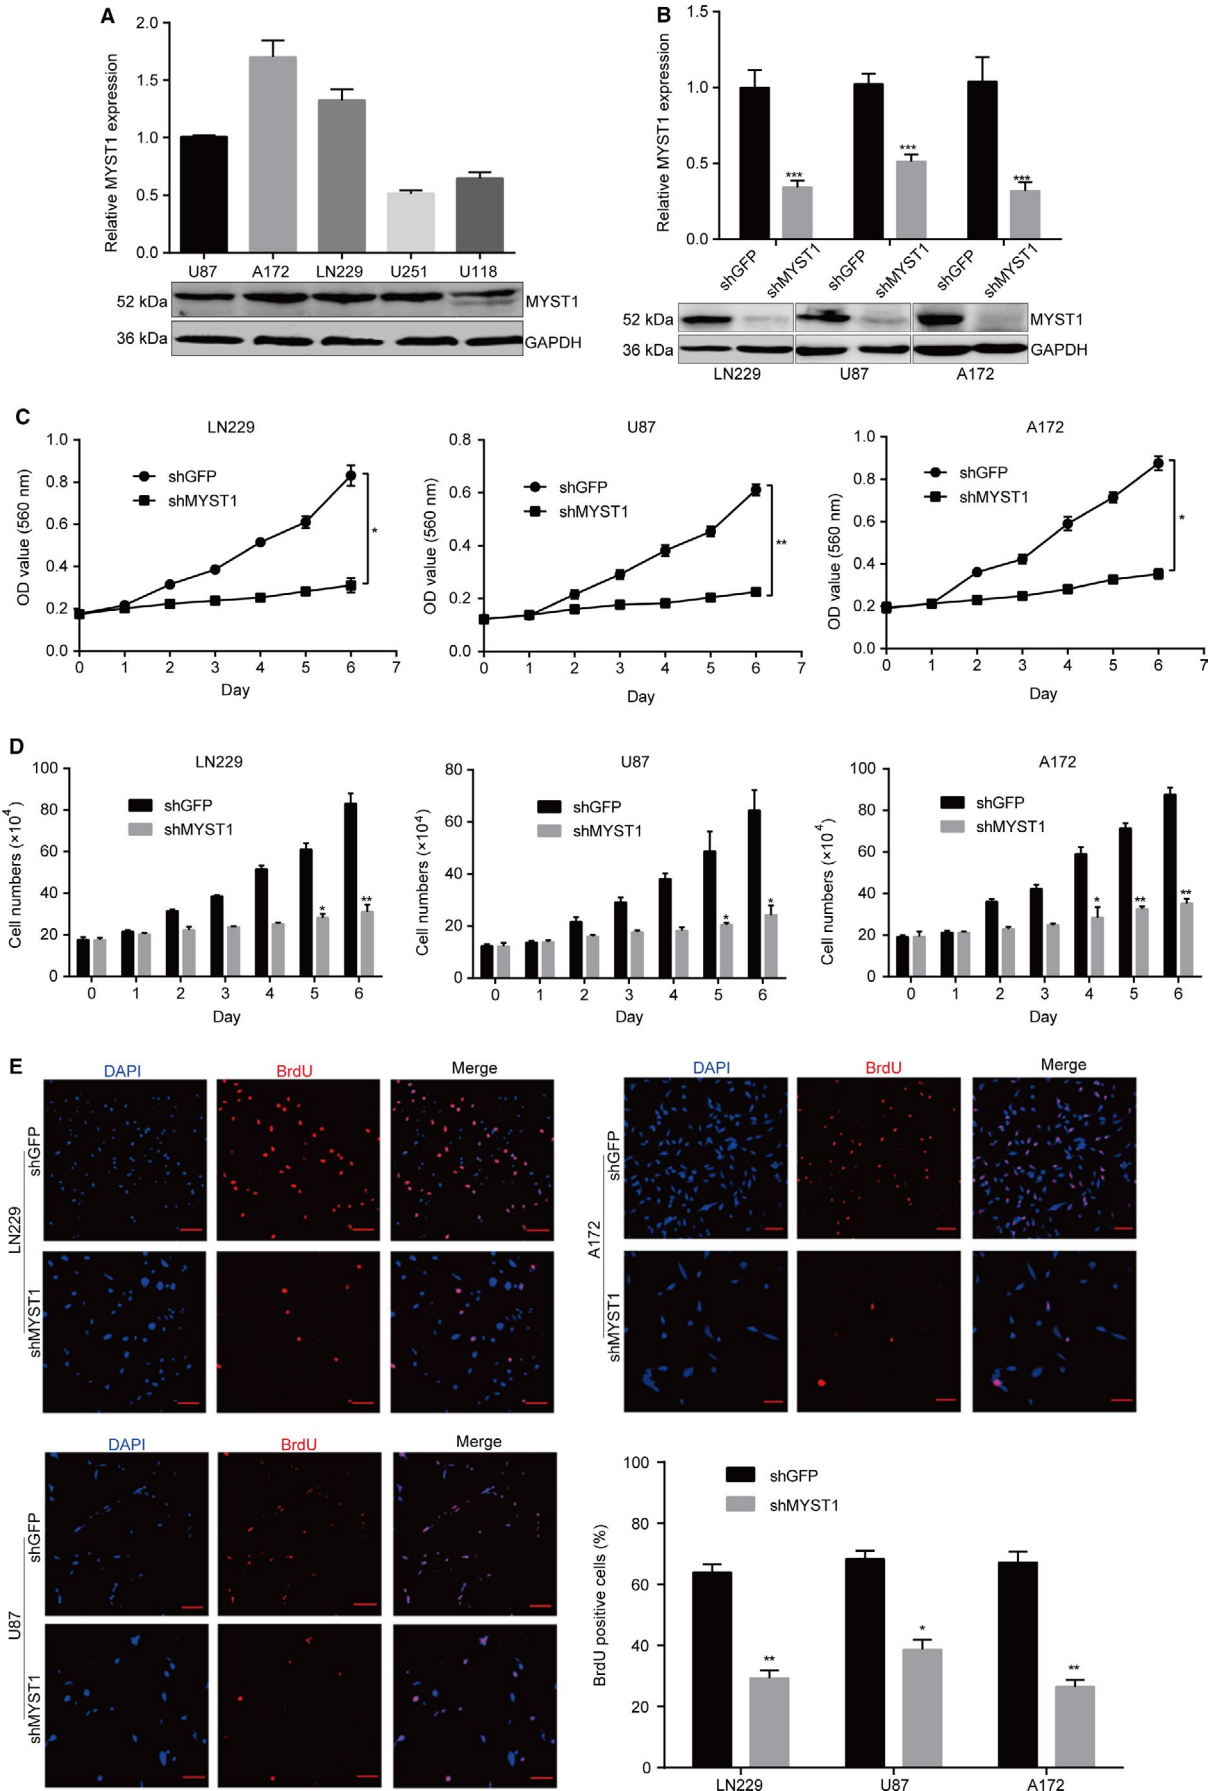 A
Relative MYST1 expression
2.0
1.5
1.0
0.5
0.0
U87 A172 LN229 U251 U118
52 kDa MYST1
36 kDa GAPDH
B
Relative MYST1 expression
1.5
1.0
0.5
0.0
*** *** ***
shGFP shMYST1 shGFP shMYST1 shGFP shMYST1
52 kDa MYST1
36 kDa GAPDH
LN229 U87 A172
C
LN229
OD value (560 nm)
1.0
0.8
0.6
0.4
0.2
0.0
shGFP
shMYST1
*
0 1 2 3 4 5 6 7
Day
U87
OD value (560 nm)
0.8
0.6
0.4
0.2
0.0
shGFP
shMYST1
**
0 1 2 3 4 5 6 7
Day
A172
OD value (560 nm)
1.0
0.8
0.6
0.4
0.2
0.0
shGFP
shMYST1
*
0 1 2 3 4 5 6 7
Day
D
LN229
Cell numbers (×10⁴)
100
80
60
40
20
0
shGFP
shMYST1
* **
0 1 2 3 4 5 6
Day
U87
Cell numbers (×10⁴)
80
60
40
20
0
shGFP
shMYST1
* *
0 1 2 3 4 5 6
Day
A172
Cell numbers (×10⁴)
100
80
60
40
20
0
shGFP
shMYST1
* ** **
0 1 2 3 4 5 6
Day
E
DAPI BrdU Merge
LN229
shGFP
shMYST1
DAPI BrdU Merge
A172
shGFP
shMYST1
DAPI BrdU Merge
U87
shGFP
shMYST1
BrdU positive cells (%)
100
80
60
40
20
0
shGFP
shMYST1
** * **
LN229 U87 A172